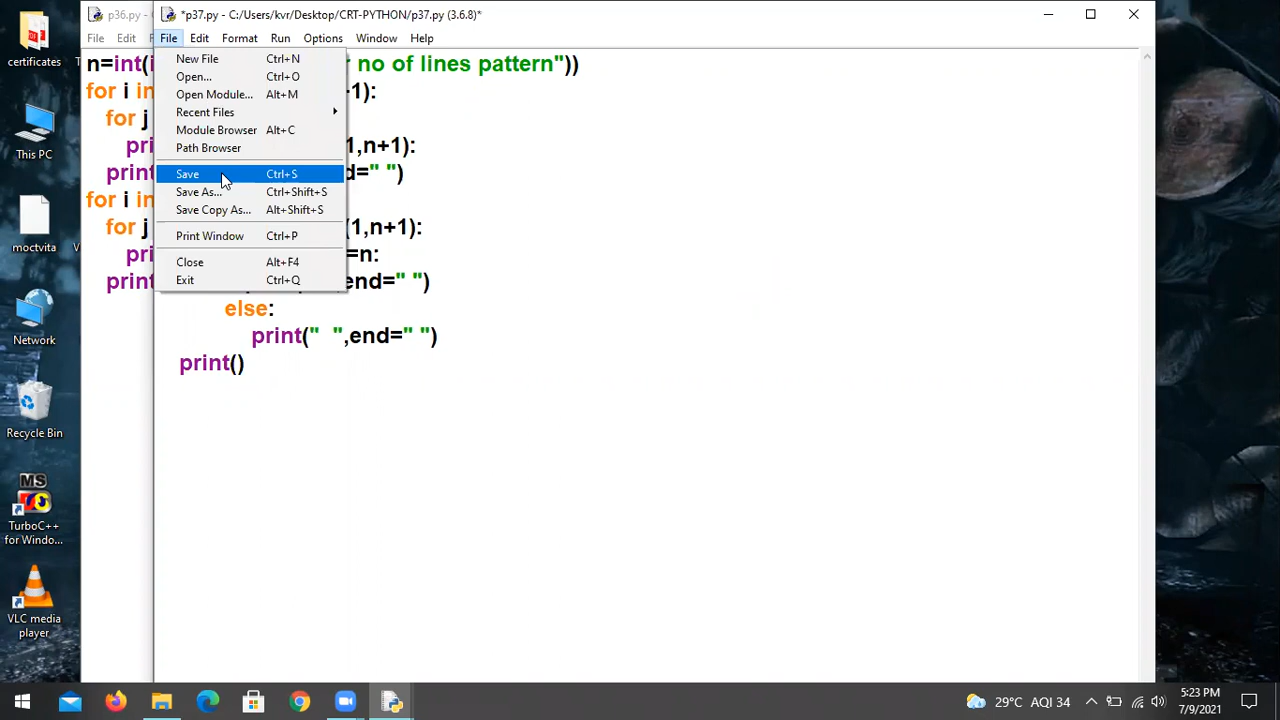 p36.py -
*p37.py - C:/Users/kvr/Desktop/CRT-PYTHON/p37.py (3.6.8)*
File Edit
File Edit Format Run Options Window Help
n=int(
no of lines pattern"))
for i in
+1):
for j
1,n+1):
print
d=" ")
for i in
for j
(1,n+1):
=n:
print
end=" ")
else:
print("  ",end=" ")
print()
New File Ctrl+N
Open... Ctrl+O
Open Module... Alt+M
Recent Files
Module Browser Alt+C
Path Browser
Save Ctrl+S
Save As... Ctrl+Shift+S
Save Copy As... Alt+Shift+S
Print Window Ctrl+P
Close Alt+F4
Exit Ctrl+Q
certificates
This PC
moctvita
Network
Recycle Bin
MS
TurboC++
for Windo...
VLC media
player
29°C AQI 34
5:23 PM
7/9/2021